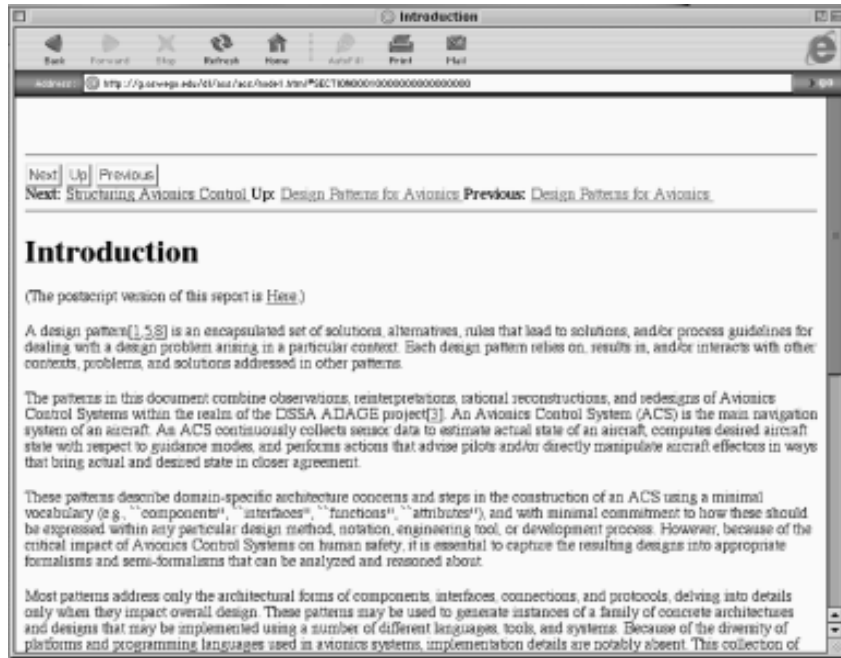 Introduction
Back Forward Stop Refresh Home AutoFill Print Mail
Address:
Next Up Previous
Next: Structuring Avionics Control Up: Design Patterns for Avionics Previous: Design Patterns for Avionics
Introduction
(The postscript version of this report is Here.)
A design pattern[1,5,8] is an encapsulated set of solutions, alternatives, rules that lead to solutions, and/or process guidelines for
dealing with a design problem arising in a particular context. Each design pattern relies on, results in, and/or interacts with other
contexts, problems, and solutions addressed in other patterns.
The patterns in this document combine observations, reinterpretations, rational reconstructions, and redesigns of Avionics
Control Systems within the realm of the DSSA ADAGE project[3]. An Avionics Control System (ACS) is the main navigation
system of an aircraft. An ACS continuously collects sensor data to estimate actual state of an aircraft, computes desired aircraft
state with respect to guidance modes, and performs actions that advise pilots and/or directly manipulate aircraft effectors in ways
that bring actual and desired state in closer agreement.
These patterns describe domain-specific architecture concerns and steps in the construction of an ACS using a minimal
vocabulary (e.g., ``components'', ``interfaces'', ``functions'', ``attributes''), and with minimal commitment to how these should
be expressed within any particular design method, notation, engineering tool, or development process. However, because of the
critical impact of Avionics Control Systems on human safety, it is essential to capture the resulting designs into appropriate
formalisms and semi-formalisms that can be analyzed and reasoned about.
Most patterns address only the architectural forms of components, interfaces, connections, and protocols, delving into details
only when they impact overall design. These patterns may be used to generate instances of a family of concrete architectures
and designs that may be implemented using a number of different languages, tools, and systems. Because of the diversity of
platforms and programming languages used in avionics systems, implementation details are notably absent. This collection of